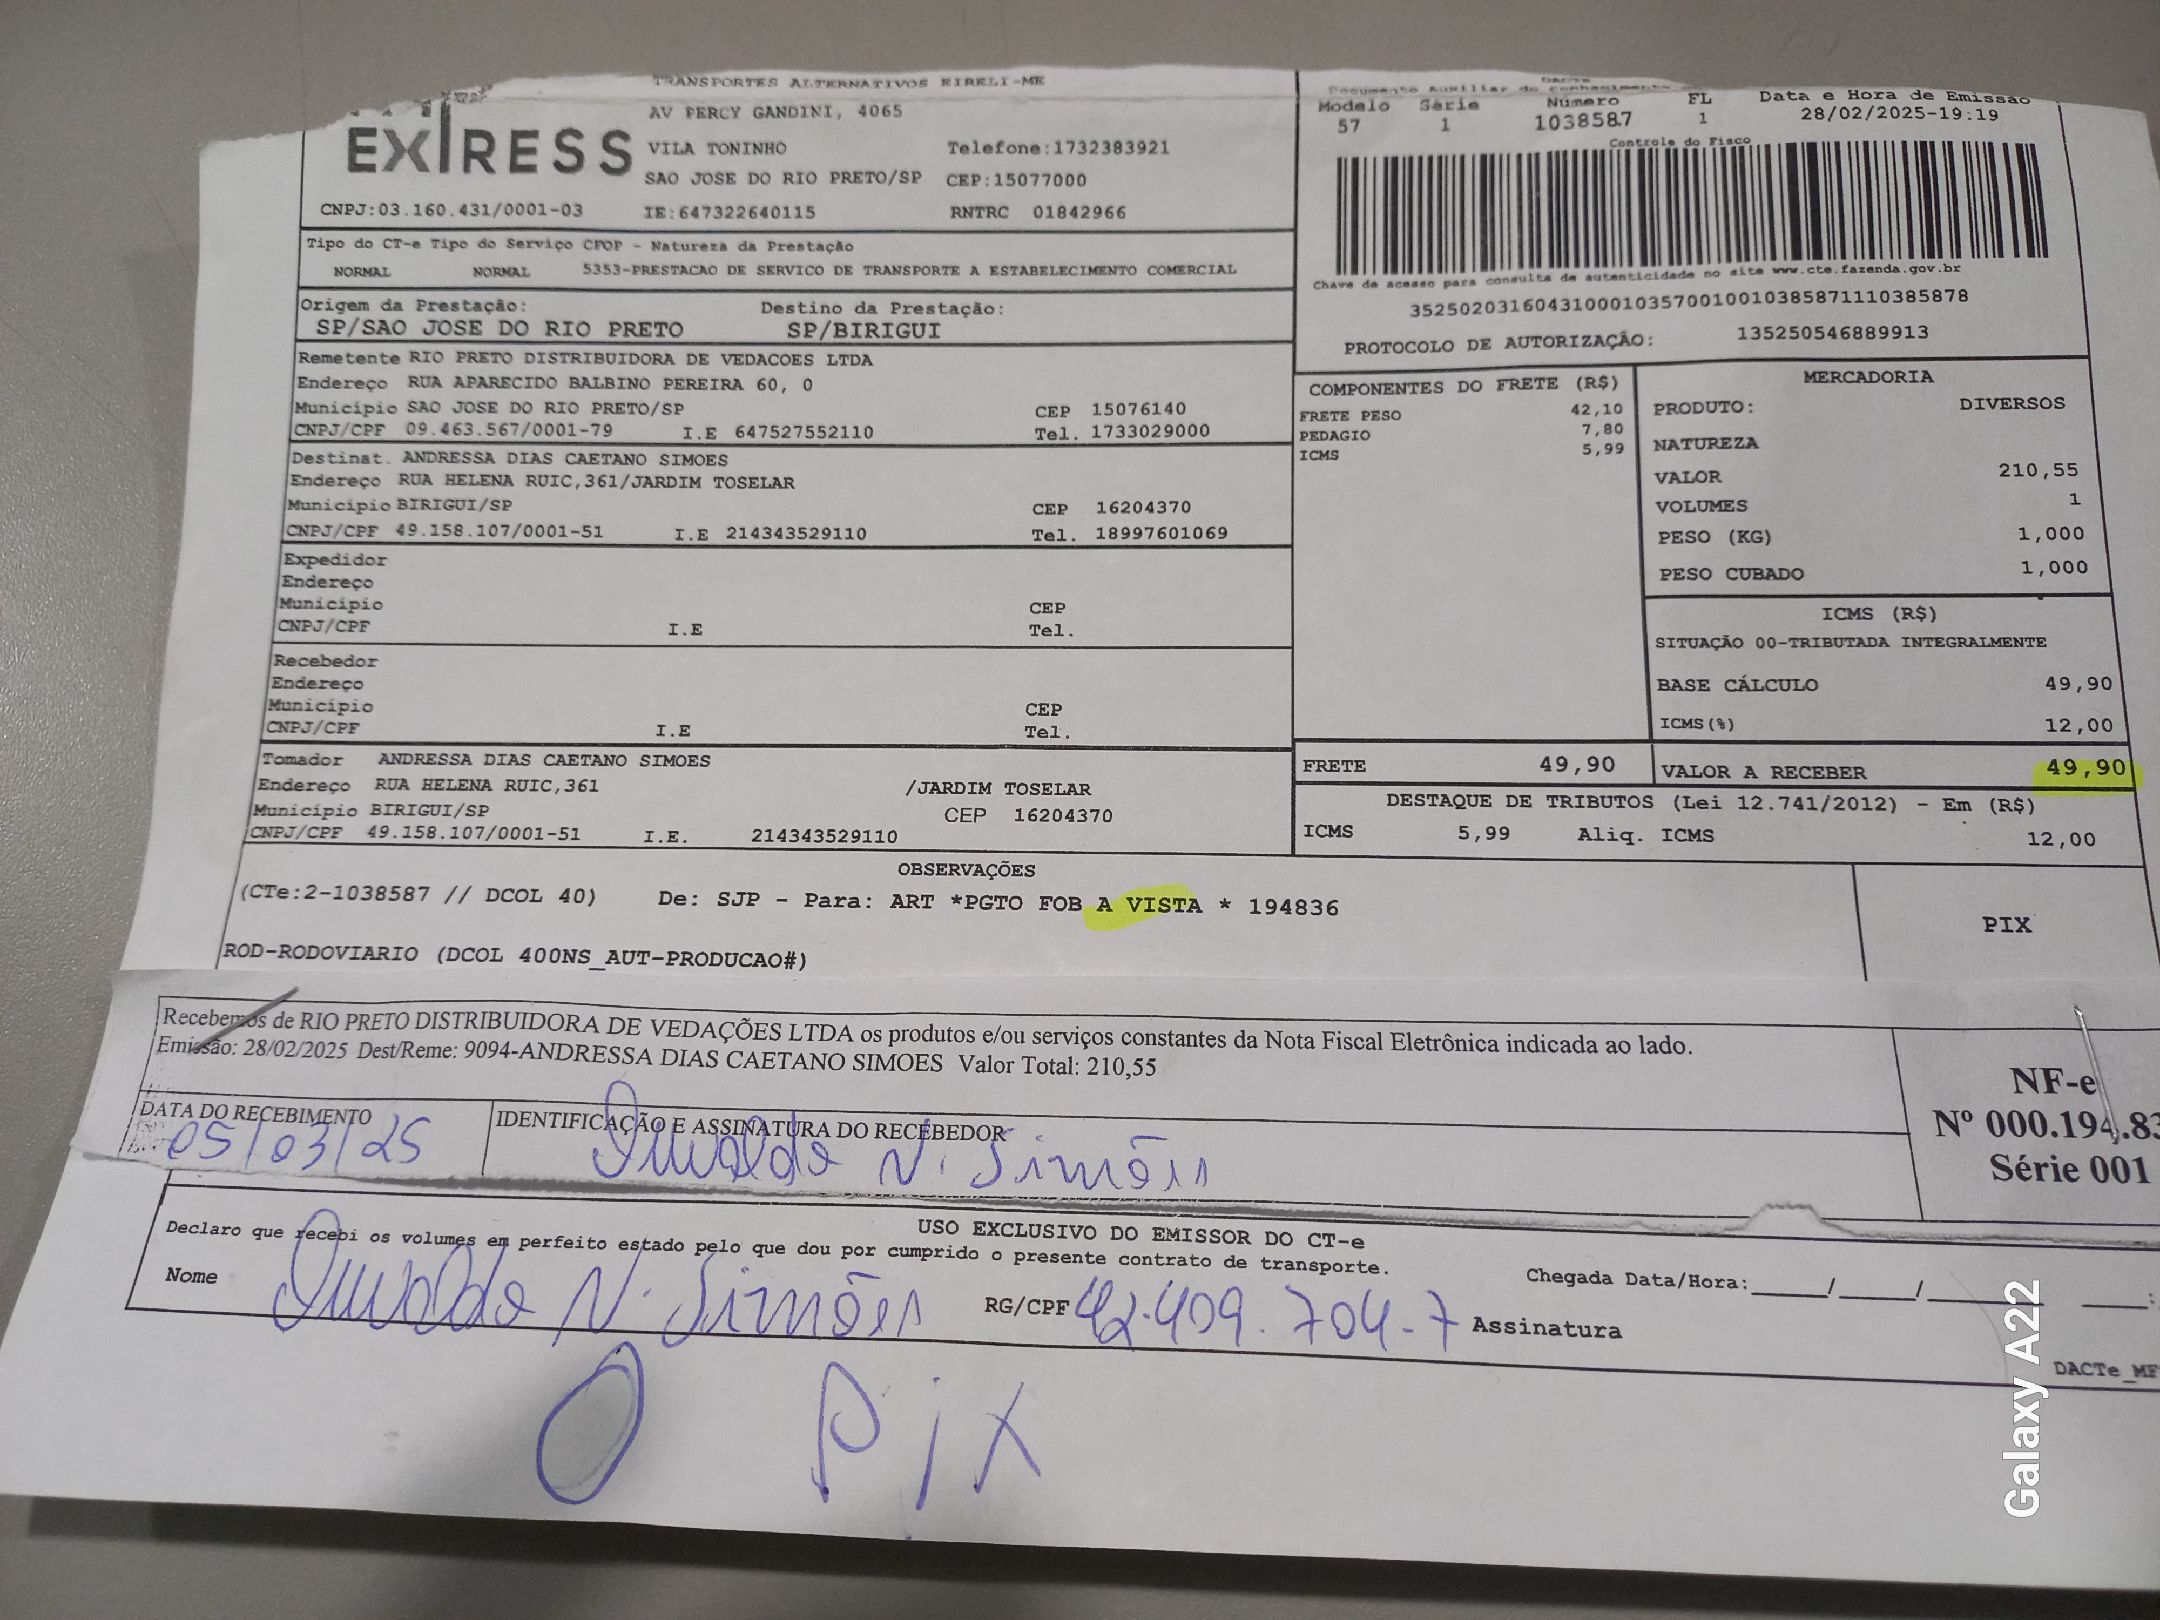 TRANSPORTES ALTERNATIVOS EIRELI-ME
EXPRESS
AV PERCY GANDINI, 4065
VILA TONINHO Telefone:1732383921
SAO JOSE DO RIO PRETO/SP CEP:15077000
CNPJ:03.160.431/0001-03 IE:647322640115 RNTRC 01842966
DACTE
Documento Auxiliar do Conhecimento
Modelo Série Número FL Data e Hora de Emissão
57 1 1038587 1 28/02/2025-19:19
Controle do Fisco
Chave de acesso para consulta de autenticidade no site www.cte.fazenda.gov.br
35250203160431000103570010010385871110385878
PROTOCOLO DE AUTORIZAÇÃO: 135250546889913
Tipo do CT-e Tipo do Serviço CFOP - Natureza da Prestação
NORMAL NORMAL 5353-PRESTACAO DE SERVICO DE TRANSPORTE A ESTABELECIMENTO COMERCIAL
Origem da Prestação: Destino da Prestação:
SP/SAO JOSE DO RIO PRETO SP/BIRIGUI
Remetente RIO PRETO DISTRIBUIDORA DE VEDACOES LTDA
Endereço RUA APARECIDO BALBINO PEREIRA 60, 0
Município SAO JOSE DO RIO PRETO/SP CEP 15076140
CNPJ/CPF 09.463.567/0001-79 I.E 647527552110 Tel. 1733029000
Destinat. ANDRESSA DIAS CAETANO SIMOES
Endereço RUA HELENA RUIC,361/JARDIM TOSELAR
Município BIRIGUI/SP CEP 16204370
CNPJ/CPF 49.158.107/0001-51 I.E 214343529110 Tel. 18997601069
Expedidor
Endereço
Município CEP
CNPJ/CPF I.E Tel.
Recebedor
Endereço
Município CEP
CNPJ/CPF I.E Tel.
Tomador ANDRESSA DIAS CAETANO SIMOES
Endereço RUA HELENA RUIC,361 /JARDIM TOSELAR
Município BIRIGUI/SP CEP 16204370
CNPJ/CPF 49.158.107/0001-51 I.E. 214343529110
COMPONENTES DO FRETE (R$)
FRETE PESO 42,10
PEDAGIO 7,80
ICMS 5,99
MERCADORIA
PRODUTO: DIVERSOS
NATUREZA
VALOR 210,55
VOLUMES 1
PESO (KG) 1,000
PESO CUBADO 1,000
ICMS (R$)
SITUAÇÃO 00-TRIBUTADA INTEGRALMENTE
BASE CÁLCULO 49,90
ICMS(%) 12,00
FRETE 49,90 VALOR A RECEBER 49,90
DESTAQUE DE TRIBUTOS (Lei 12.741/2012) - Em (R$)
ICMS 5,99 Aliq. ICMS 12,00
OBSERVAÇÕES
(CTe:2-1038587 // DCOL 40) De: SJP - Para: ART *PGTO FOB A VISTA * 194836
PIX
ROD-RODOVIARIO (DCOL 400NS_AUT-PRODUCAO#)
Recebemos de RIO PRETO DISTRIBUIDORA DE VEDAÇÕES LTDA os produtos e/ou serviços constantes da Nota Fiscal Eletrônica indicada ao lado.
Emissão: 28/02/2025 Dest/Reme: 9094-ANDRESSA DIAS CAETANO SIMOES Valor Total: 210,55
NF-e
Nº 000.194.83
Série 001
DATA DO RECEBIMENTO IDENTIFICAÇÃO E ASSINATURA DO RECEBEDOR
05/03/25 N. Simões
USO EXCLUSIVO DO EMISSOR DO CT-e
Declaro que recebi os volumes em perfeito estado pelo que dou por cumprido o presente contrato de transporte.
Nome N. Simões RG/CPF 42.409.704-7 Assinatura
Chegada Data/Hora:_____/_____/_______ ____:
DACTe_ME
O Pix
Galaxy A22